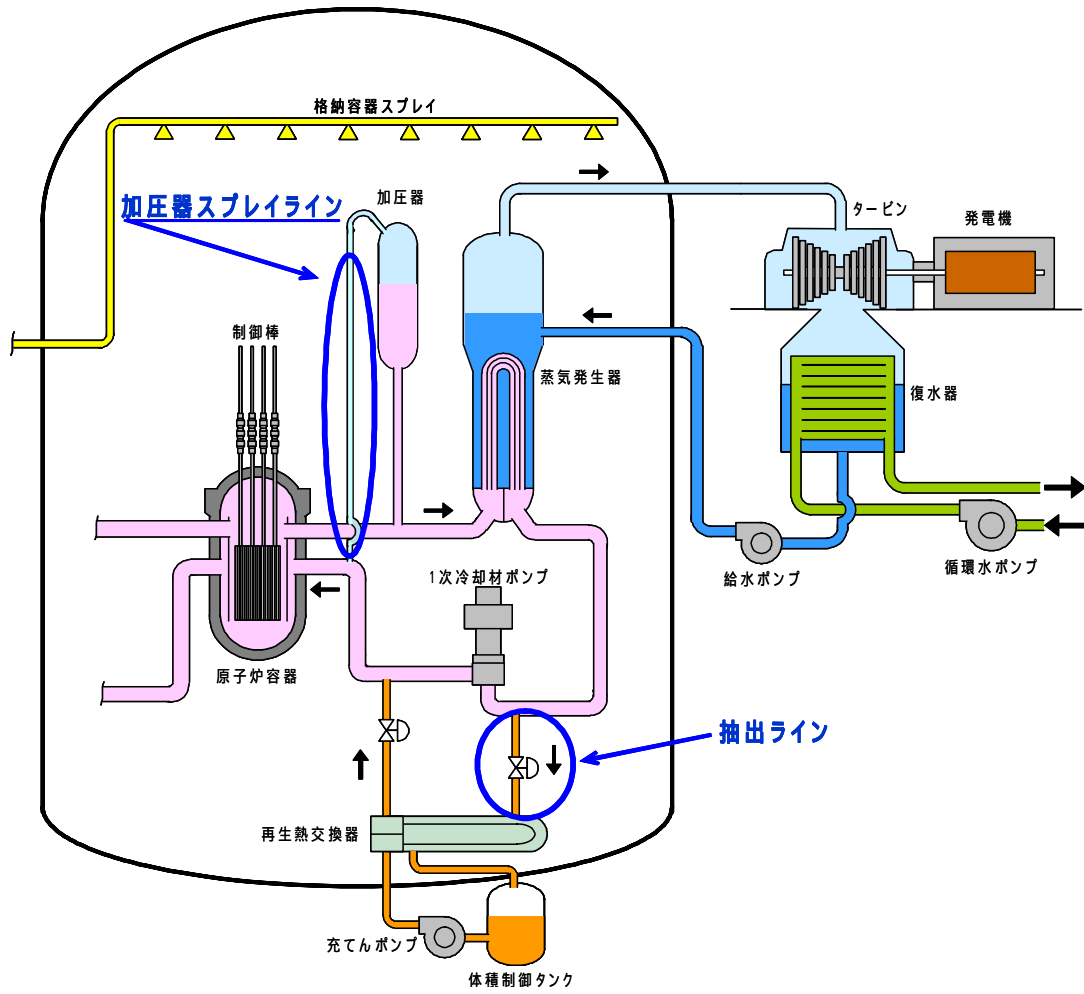 格納容器スプレイ
加圧器スプレイライン
加圧器
タービン
発電機
制御棒
蒸気発生器
復水器
1次冷却材ポンプ
給水ポンプ
循環水ポンプ
原子炉容器
抽出ライン
再生熱交換器
充てんポンプ
体積制御タンク